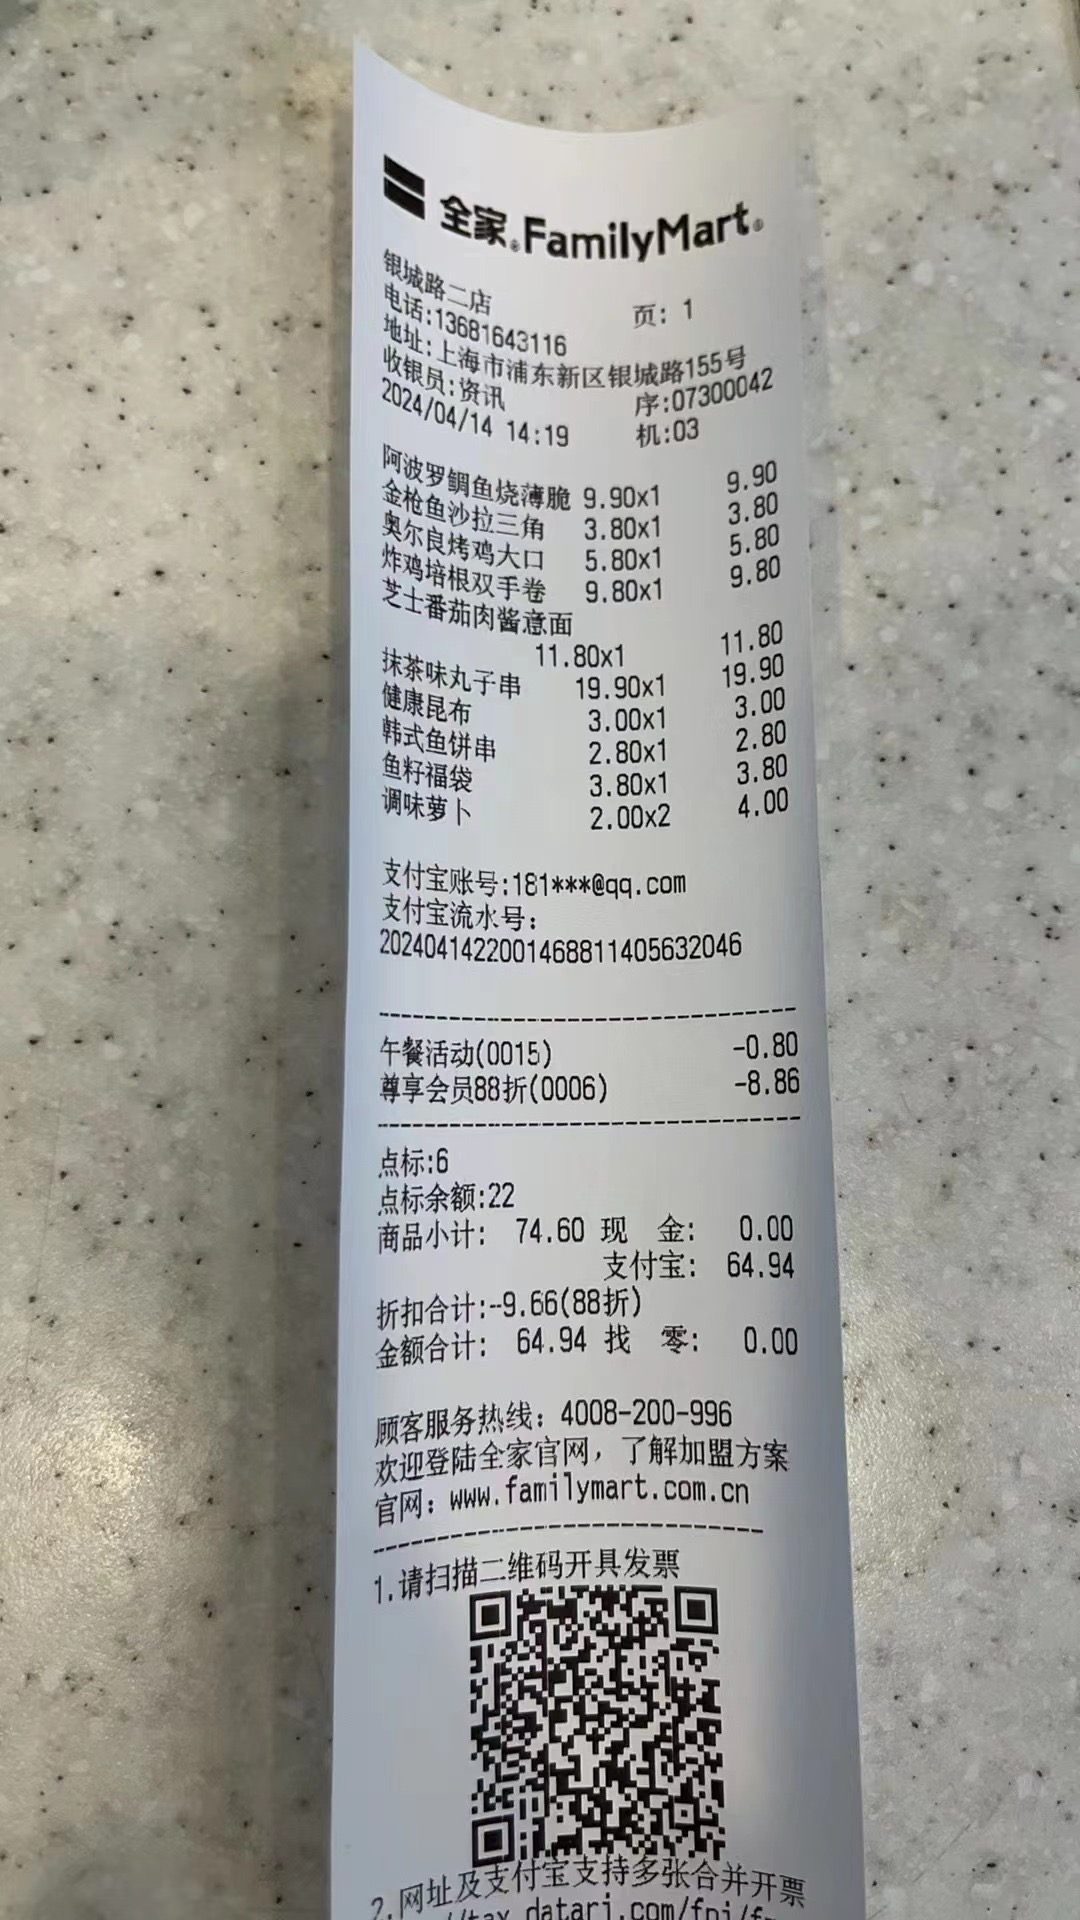 全家 FamilyMart
银城路二店 页: 1
电话:13681643116
地址:上海市浦东新区银城路155号
收银员:资讯 序:07300042
2024/04/14 14:19 机:03
阿波罗鲷鱼烧薄脆 9.90x1 9.90
金枪鱼沙拉三角 3.80x1 3.80
奥尔良烤鸡大口 5.80x1 5.80
炸鸡培根双手卷 9.80x1 9.80
芝士番茄肉酱意面
11.80x1 11.80
抹茶味丸子串 19.90x1 19.90
健康昆布 3.00x1 3.00
韩式鱼饼串 2.80x1 2.80
鱼籽福袋 3.80x1 3.80
调味萝卜 2.00x2 4.00
支付宝账号:181***@qq.com
支付宝流水号:
2024041422001468811405632046
午餐活动(0015) -0.80
尊享会员88折(0006) -8.86
点标:6
点标余额:22
商品小计: 74.60 现 金: 0.00
支付宝: 64.94
折扣合计:-9.66(88折)
金额合计: 64.94 找 零: 0.00
顾客服务热线: 4008-200-996
欢迎登陆全家官网,了解加盟方案
官网: www.familymart.com.cn
1.请扫描二维码开具发票
2.网址及支付宝支持多张合并开票